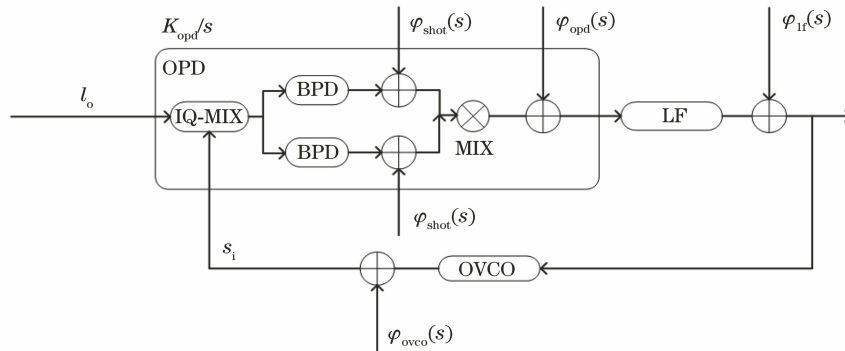 K_opd/s
φ_shot(s)
φ_opd(s)
φ_lf(s)
OPD
l_o
IQ-MIX
BPD
BPD
MIX
LF
φ_shot(s)
s_i
OVCO
φ_ovco(s)